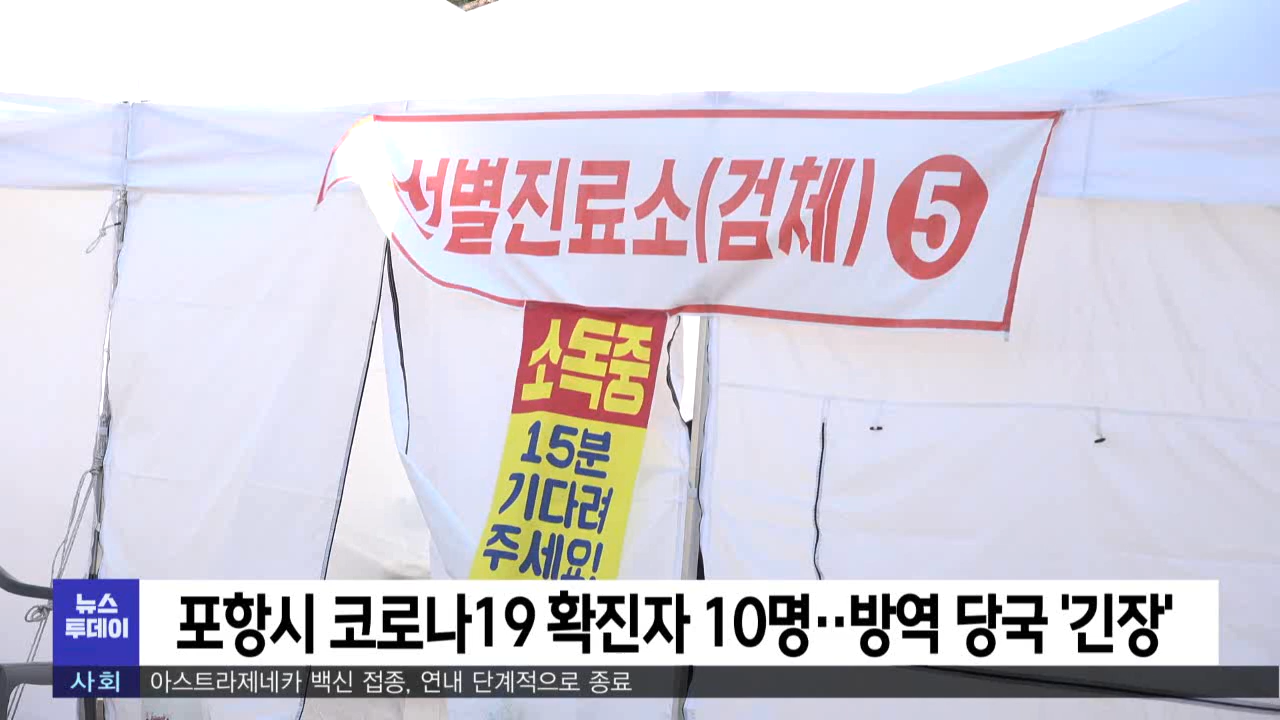 선별진료소(검체) 5
소독중
15분
기다려
주세요!
뉴스
투데이
포항시 코로나19 확진자 10명··방역 당국 '긴장'
사회
아스트라제네카 백신 접종, 연내 단계적으로 종료